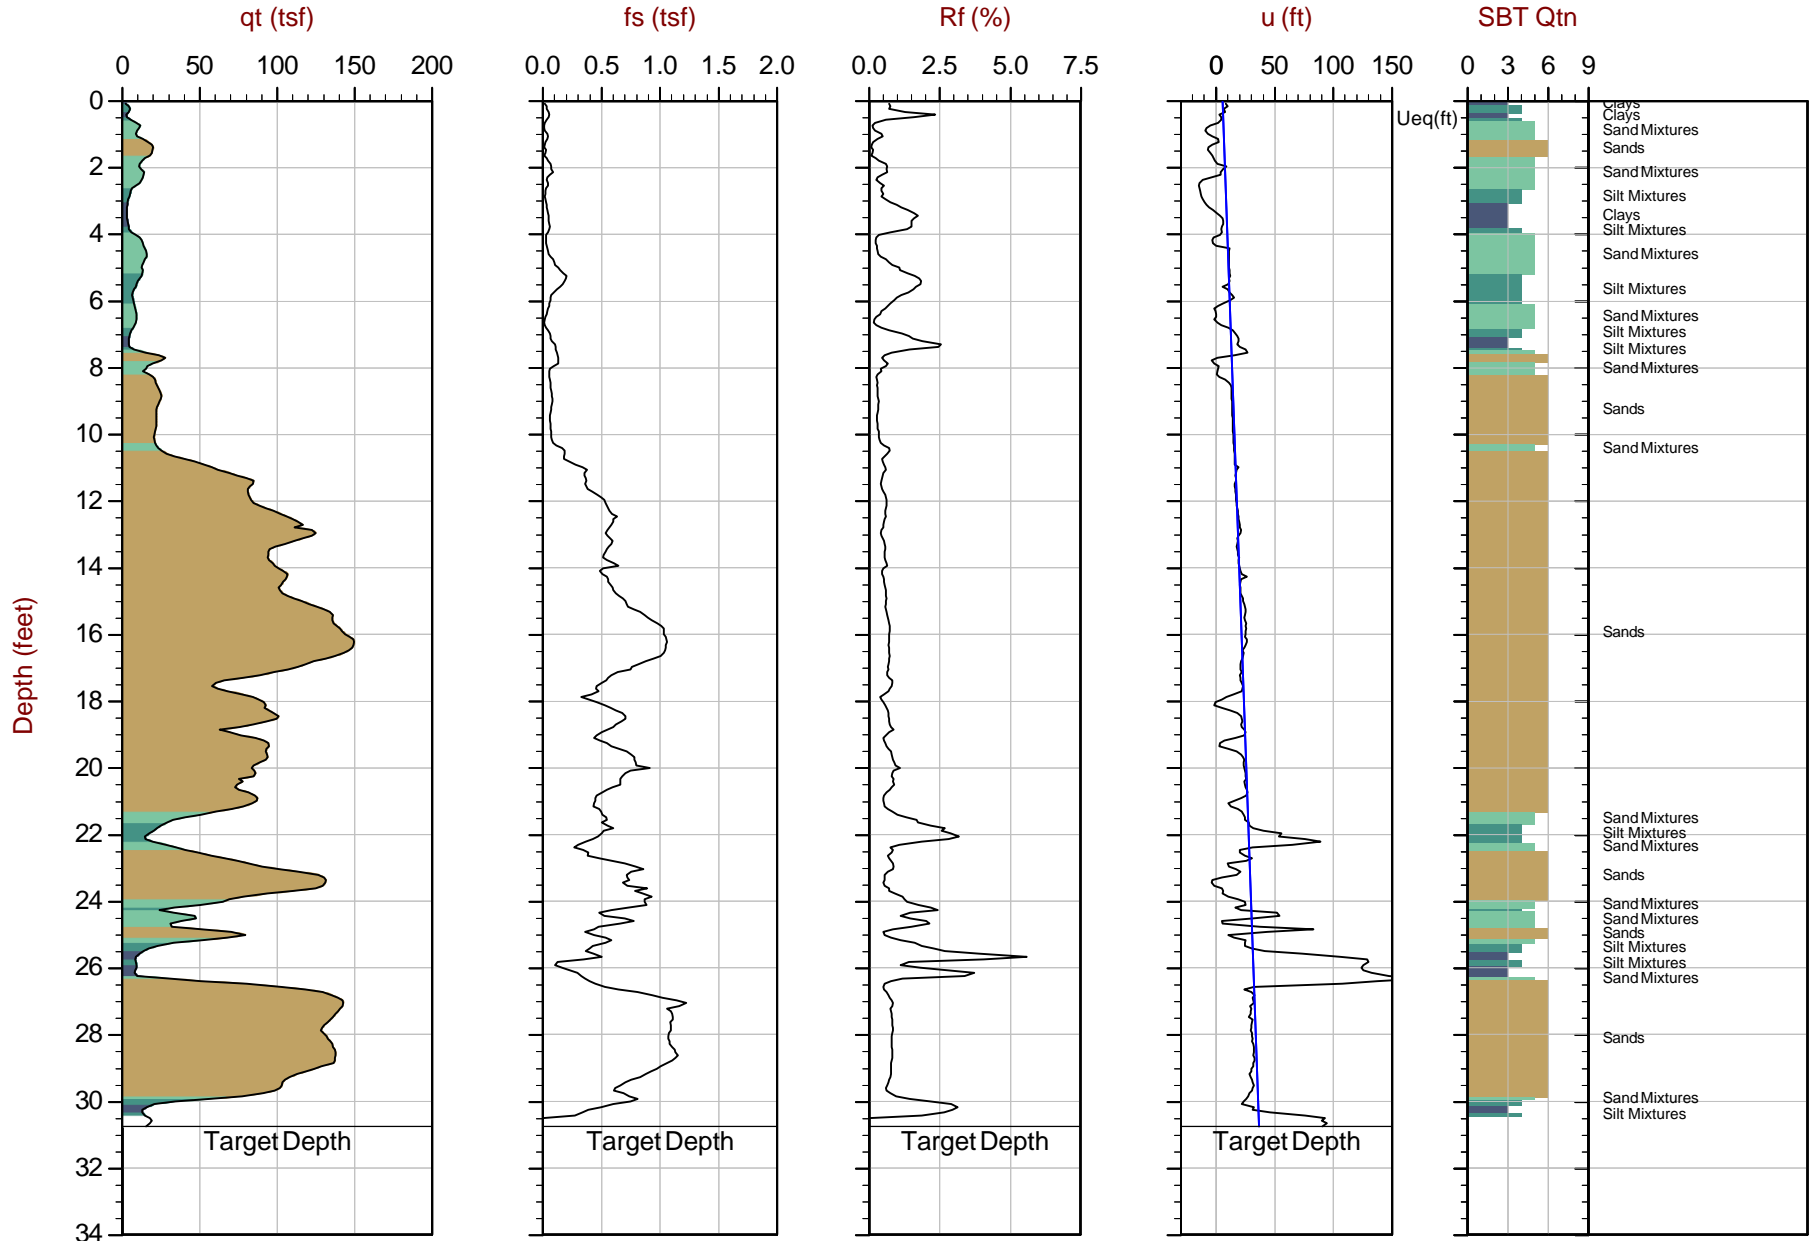 qt (tsf) fs (tsf) Rf (%) u (ft) SBT Qtn
0 50 100 150 200 0.0 0.5 1.0 1.5 2.0 0.0 2.5 5.0 7.5 0 50 100 150 0 3 6 9
Depth (feet)
0
2
4
6
8
10
12
14
16
18
20
22
24
26
28
30
32
34
Ueq(ft)
Clays
Clays
Sand Mixtures
Sands
Sand Mixtures
Silt Mixtures
Clays
Silt Mixtures
Sand Mixtures
Silt Mixtures
Sand Mixtures
Silt Mixtures
Silt Mixtures
Sand Mixtures
Sands
Sand Mixtures
Sands
Sand Mixtures
Silt Mixtures
Sand Mixtures
Sands
Sand Mixtures
Sand Mixtures
Sands
Silt Mixtures
Silt Mixtures
Sand Mixtures
Sands
Sand Mixtures
Silt Mixtures
Target Depth Target Depth Target Depth Target Depth